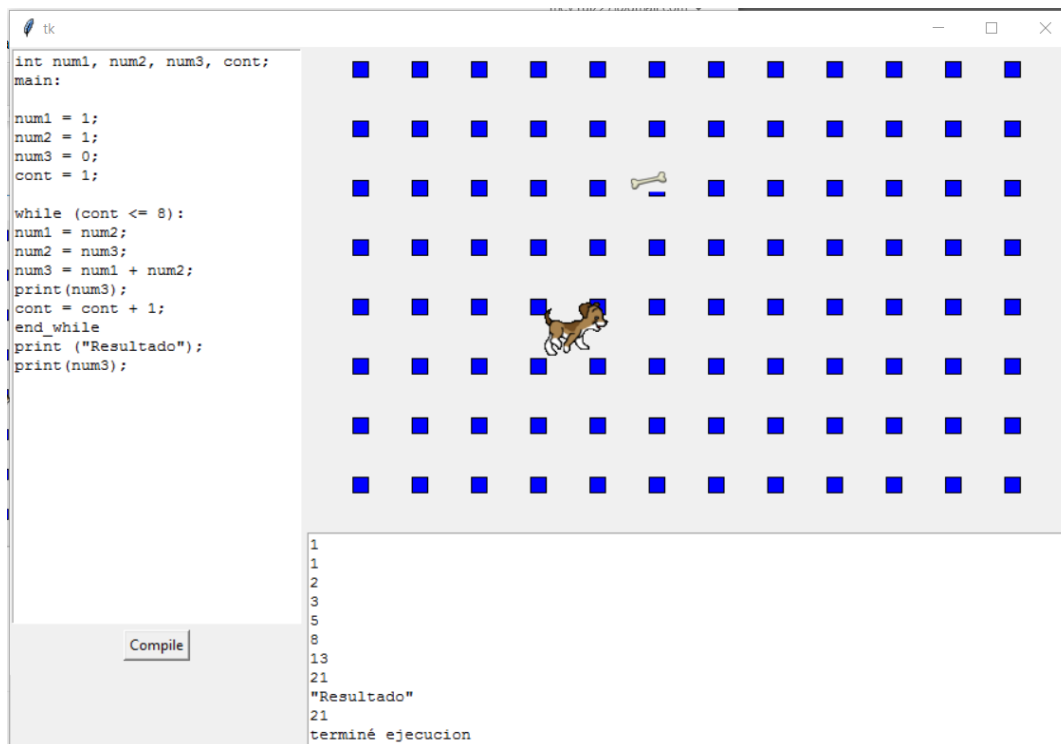 tk
int num1, num2, num3, cont;
main:
num1 = 1;
num2 = 1;
num3 = 0;
cont = 1;
while (cont <= 8):
num1 = num2;
num2 = num3;
num3 = num1 + num2;
print(num3);
cont = cont + 1;
end_while
print ("Resultado");
print(num3);
Compile
1
1
2
3
5
8
13
21
"Resultado"
21
terminé ejecucion